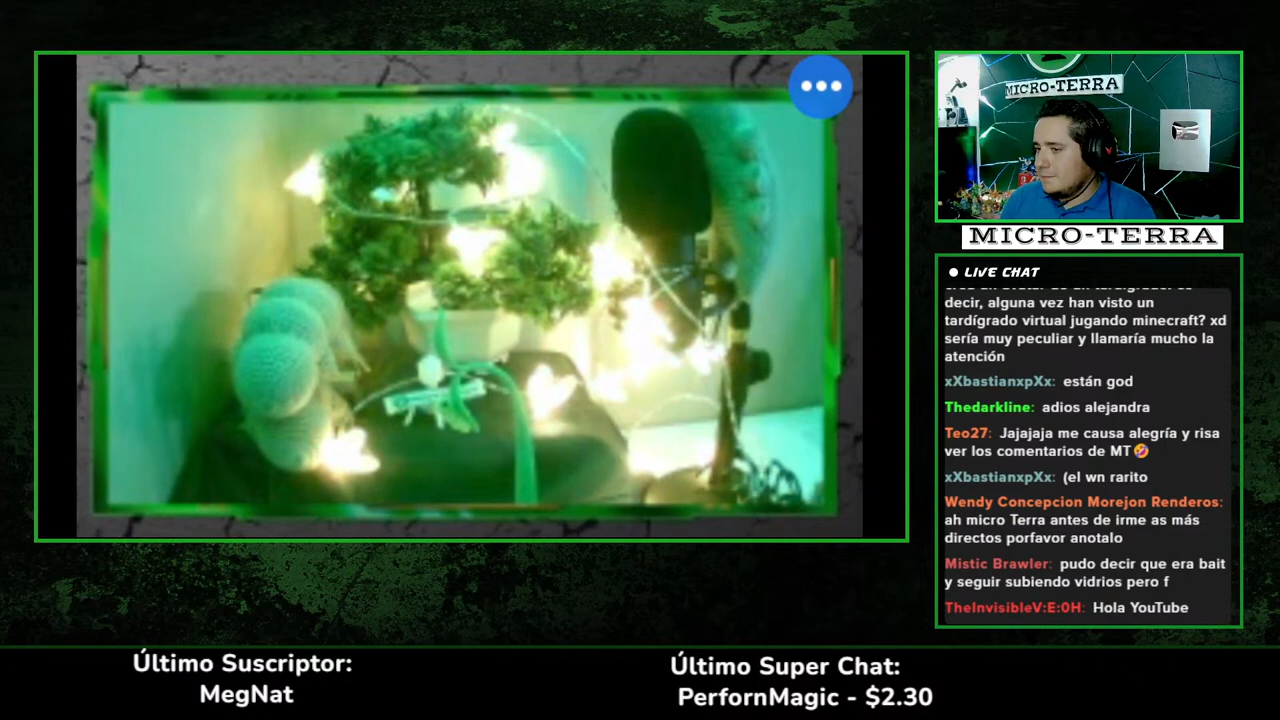 MICRO-TERRA
MICRO-TERRA
LIVE CHAT
decir, alguna vez han visto un
tardígrado virtual jugando minecraft? xd
sería muy peculiar y llamaría mucho la
atención
xXbastianxpXx: están god
Thedarkline: adios alejandra
Teo27: Jajajaja me causa alegría y risa
ver los comentarios de MT🤣
xXbastianxpXx: (el wn rarito
Wendy Concepcion Morejon Renderos:
ah micro Terra antes de irme as más
directos porfavor anotalo
Mistic Brawler: pudo decir que era bait
y seguir subiendo vidrios pero f
TheInvisibleV:E:0H: Hola YouTube
Último Suscriptor:
MegNat
Último Super Chat:
PerfornMagic - $2.30